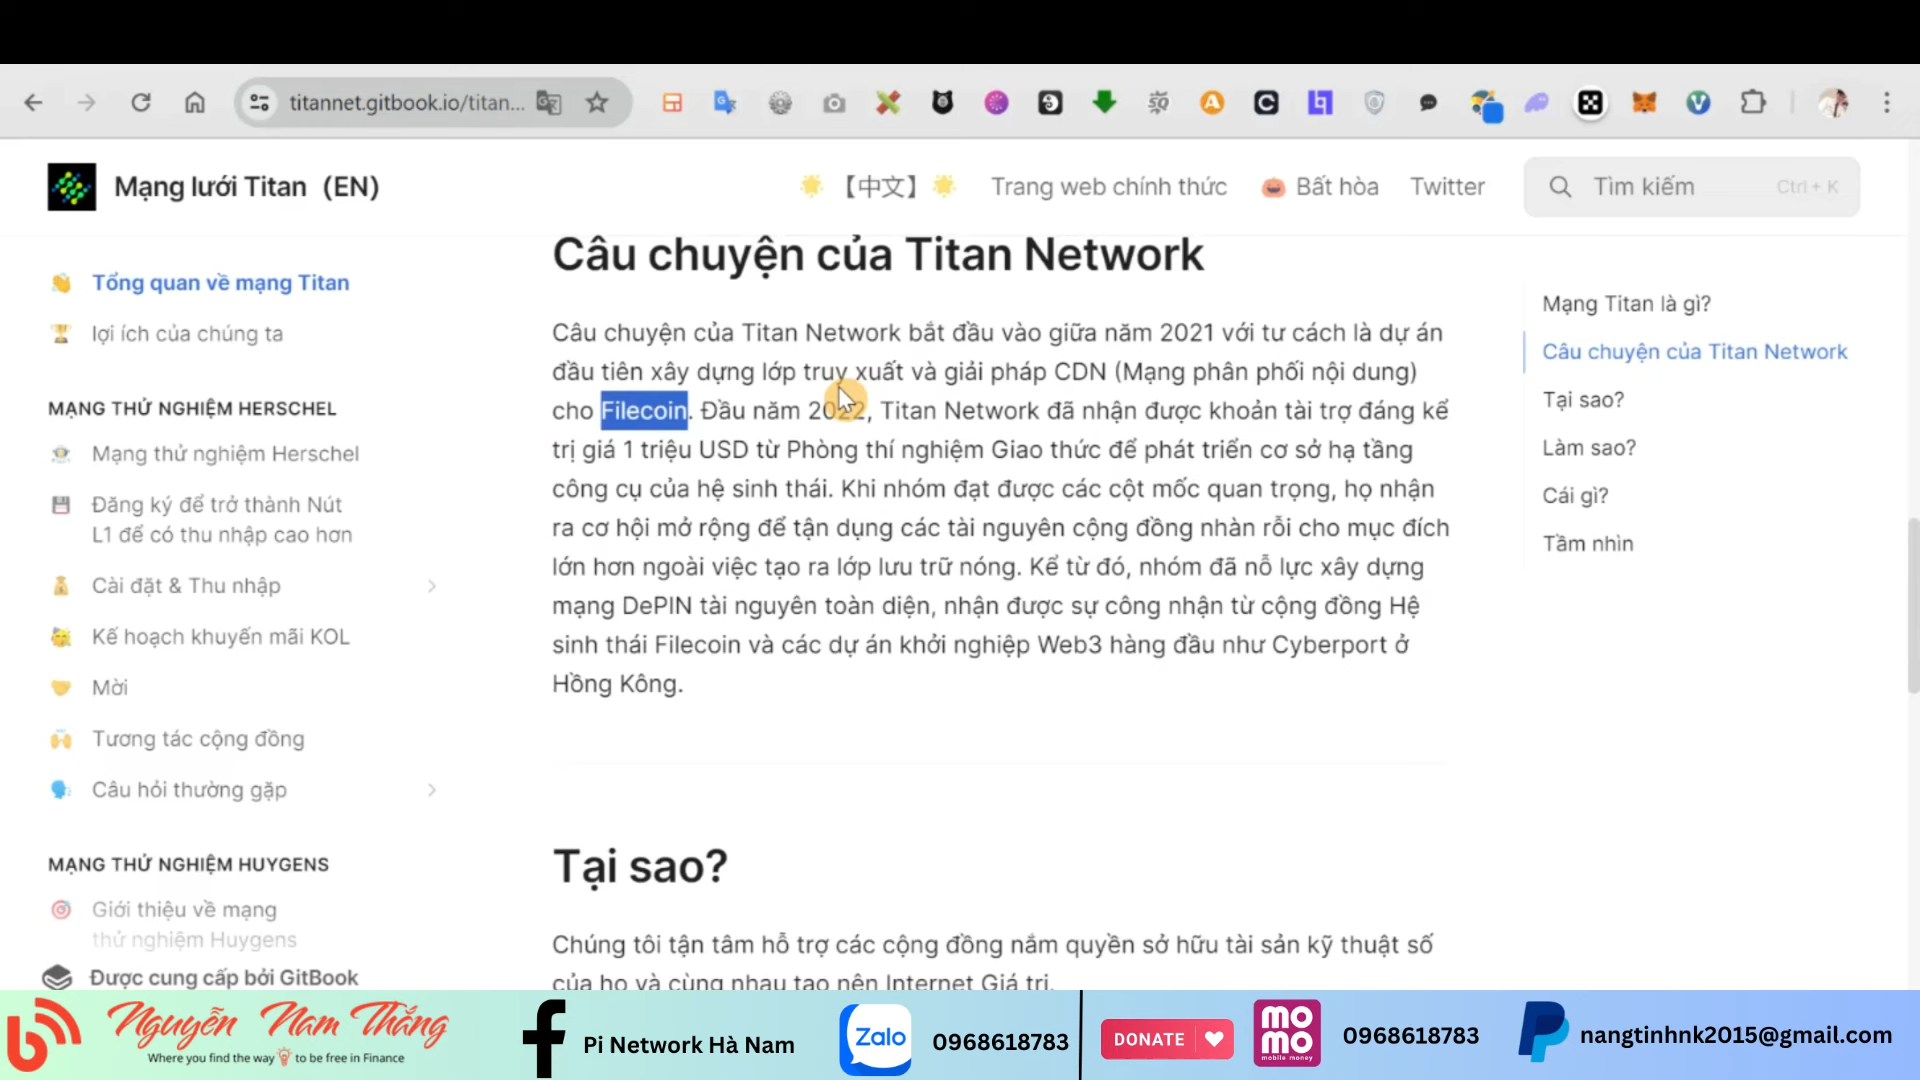 titannet.gitbook.io/titan...
Mạng lưới Titan (EN)
【中文】
Trang web chính thức
Bất hòa
Twitter
Tìm kiếm
Ctrl + K
Tổng quan về mạng Titan
lợi ích của chúng ta
MẠNG THỬ NGHIỆM HERSCHEL
Mạng thử nghiệm Herschel
Đăng ký để trở thành Nút
L1 để có thu nhập cao hơn
Cài đặt & Thu nhập
Kế hoạch khuyến mãi KOL
Mời
Tương tác cộng đồng
Câu hỏi thường gặp
MẠNG THỬ NGHIỆM HUYGENS
Giới thiệu về mạng
thử nghiệm Huygens
Được cung cấp bởi GitBook
Câu chuyện của Titan Network
Câu chuyện của Titan Network bắt đầu vào giữa năm 2021 với tư cách là dự án
đầu tiên xây dựng lớp truy xuất và giải pháp CDN (Mạng phân phối nội dung)
cho Filecoin. Đầu năm 2022, Titan Network đã nhận được khoản tài trợ đáng kể
trị giá 1 triệu USD từ Phòng thí nghiệm Giao thức để phát triển cơ sở hạ tầng
công cụ của hệ sinh thái. Khi nhóm đạt được các cột mốc quan trọng, họ nhận
ra cơ hội mở rộng để tận dụng các tài nguyên cộng đồng nhàn rỗi cho mục đích
lớn hơn ngoài việc tạo ra lớp lưu trữ nóng. Kể từ đó, nhóm đã nỗ lực xây dựng
mạng DePIN tài nguyên toàn diện, nhận được sự công nhận từ cộng đồng Hệ
sinh thái Filecoin và các dự án khởi nghiệp Web3 hàng đầu như Cyberport ở
Hồng Kông.
Tại sao?
Chúng tôi tận tâm hỗ trợ các cộng đồng nắm quyền sở hữu tài sản kỹ thuật số
của họ và cùng nhau tạo nên Internet Giá trị.
Mạng Titan là gì?
Câu chuyện của Titan Network
Tại sao?
Làm sao?
Cái gì?
Tầm nhìn
Nguyễn Nam Thắng
Where you find the way to be free in Finance
Pi Network Hà Nam
Zalo
0968618783
DONATE
mo
mo
mobile money
0968618783
nangtinhnk2015@gmail.com